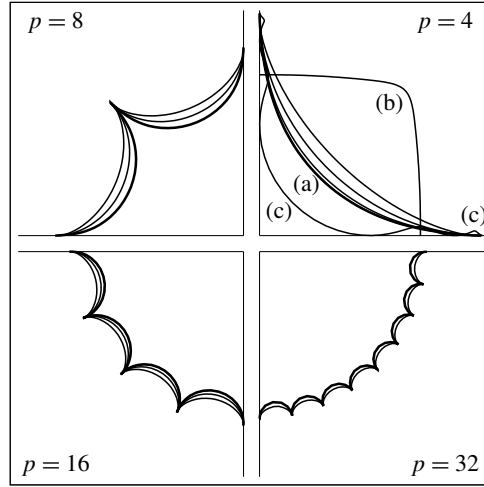 p = 8
p = 4
(b)
(a)
(c)
(c)
p = 16
p = 32